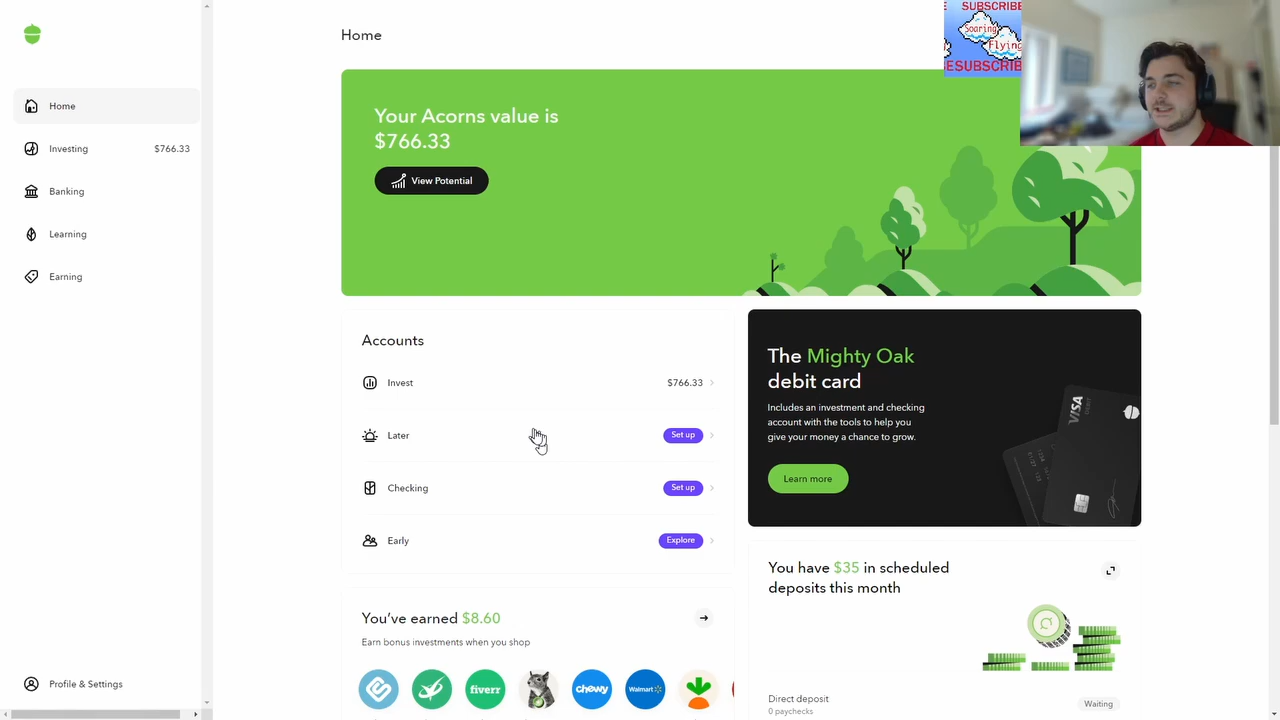 Home
Investing
$766.33
Banking
Learning
Earning
Profile & Settings
Home
SUBSCRIBE
Soaring
Flying
SUBSCRIBE
Your Acorns value is
$766.33
View Potential
Accounts
Invest
$766.33
Later
Set up
Checking
Set up
Early
Explore
The Mighty Oak
debit card
Includes an investment and checking
account with the tools to help you
give your money a chance to grow.
Learn more
VISA
DEBIT
You've earned $8.60
Earn bonus investments when you shop
fiverr
chewy
Walmart
You have $35 in scheduled
deposits this month
Direct deposit
0 paychecks
Waiting